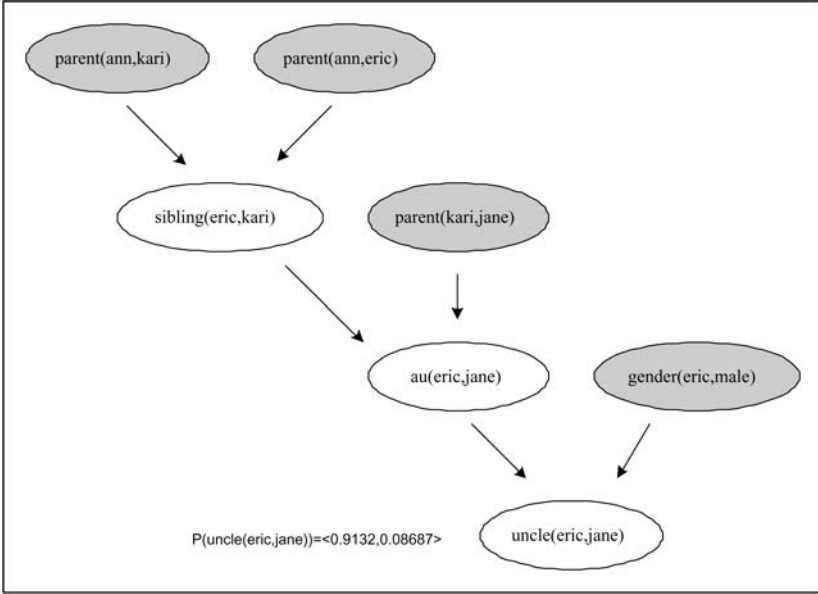 parent(ann,kari)
parent(ann,eric)
sibling(eric,kari)
parent(kari,jane)
au(eric,jane)
gender(eric,male)
P(uncle(eric,jane))=<0.9132,0.08687>
uncle(eric,jane)